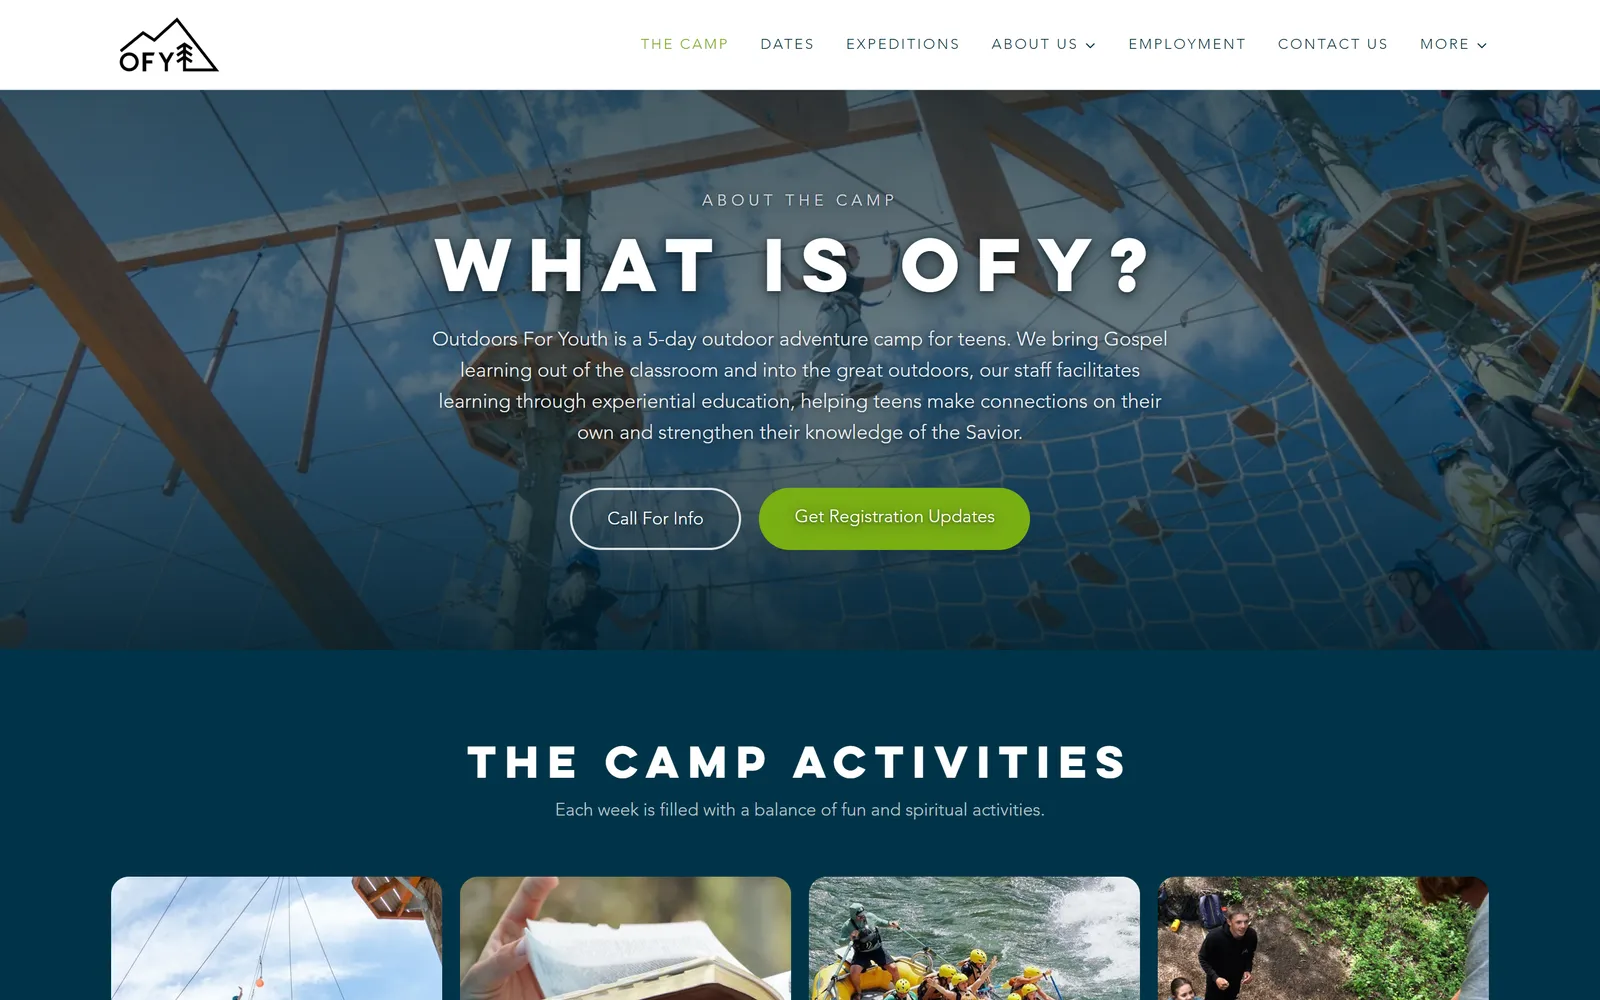 OFY
THE CAMP
DATES
EXPEDITIONS
ABOUT US
EMPLOYMENT
CONTACT US
MORE
ABOUT THE CAMP
WHAT IS OFY?
Outdoors For Youth is a 5-day outdoor adventure camp for teens. We bring Gospel
learning out of the classroom and into the great outdoors, our staff facilitates
learning through experiential education, helping teens make connections on their
own and strengthen their knowledge of the Savior.
Call For Info
Get Registration Updates
THE CAMP ACTIVITIES
Each week is filled with a balance of fun and spiritual activities.